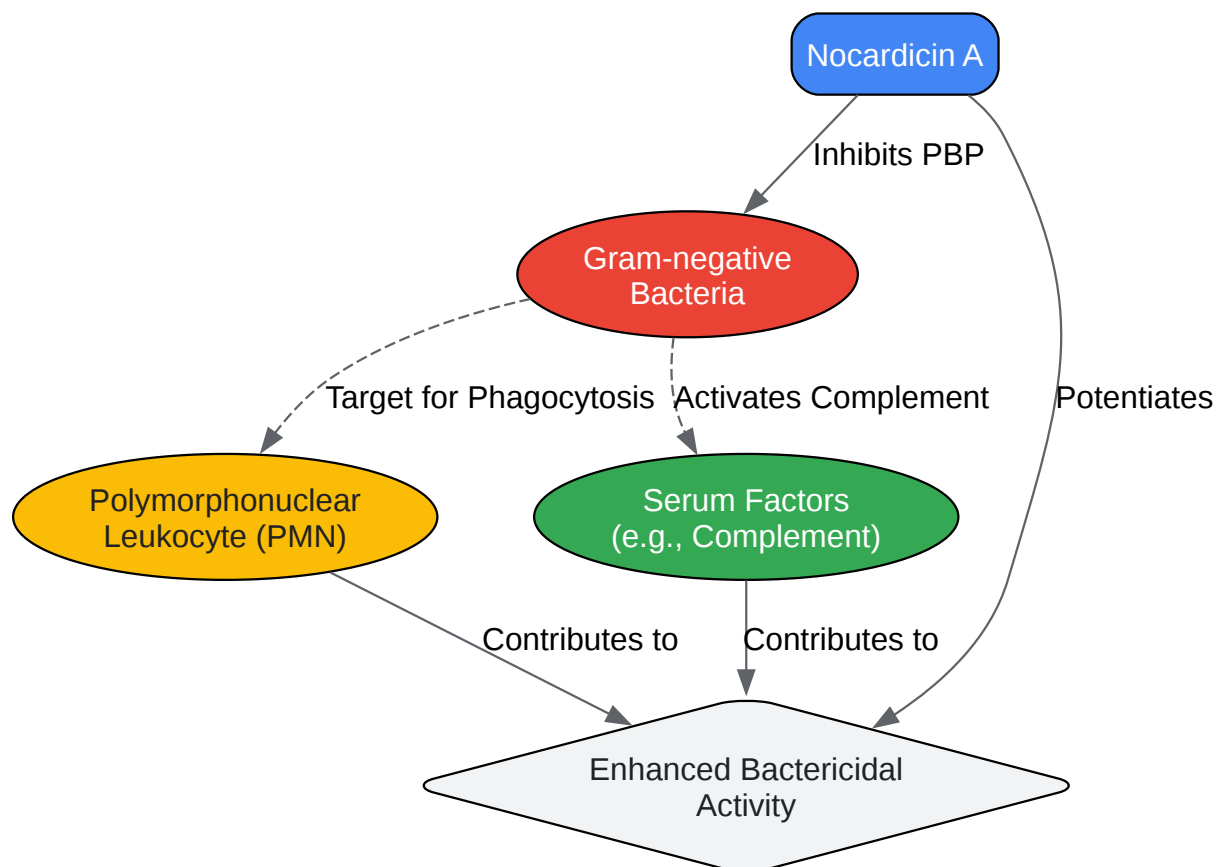 Nocardicin A
Inhibits PBP
Gram-negative
Bacteria
Target for Phagocytosis
Activates Complement
Potentiates
Polymorphonuclear
Leukocyte (PMN)
Serum Factors
(e.g., Complement)
Contributes to
Contributes to
Enhanced Bactericidal
Activity